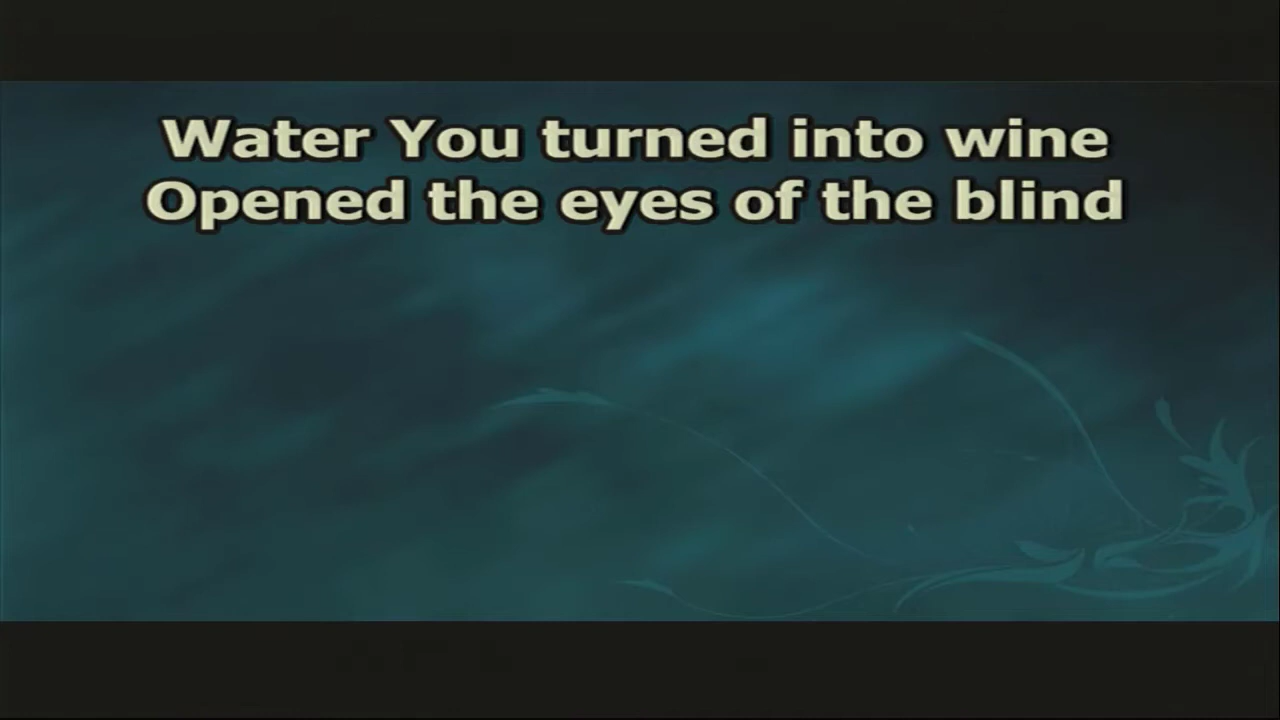 Water You turned into wine
Opened the eyes of the blind